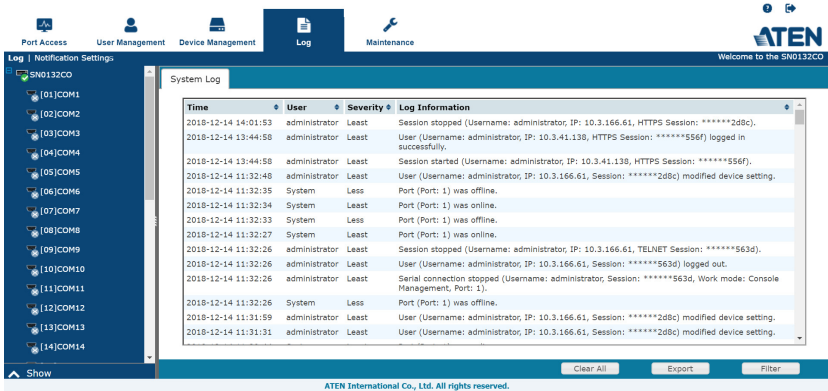 Port Access
User Management
Device Management
Log
Maintenance
ATEN
Log | Notification Settings
Welcome to the SN0132CO
SN0132CO
[01]COM1
[02]COM2
[03]COM3
[04]COM4
[05]COM5
[06]COM6
[07]COM7
[08]COM8
[09]COM9
[10]COM10
[11]COM11
[12]COM12
[13]COM13
[14]COM14
Show
System Log
Time User Severity Log Information
2018-12-14 14:01:53 administrator Least Session stopped (Username: administrator, IP: 10.3.166.61, HTTPS Session: ******2d8c).
2018-12-14 13:44:58 administrator Least User (Username: administrator, IP: 10.3.41.138, HTTPS Session: ******556f) logged in
successfully.
2018-12-14 13:44:58 administrator Least Session started (Username: administrator, IP: 10.3.41.138, HTTPS Session: ******556f).
2018-12-14 11:32:48 administrator Least User (Username: administrator, IP: 10.3.166.61, Session: ******2d8c) modified device setting.
2018-12-14 11:32:35 System Less Port (Port: 1) was offline.
2018-12-14 11:32:34 System Least Port (Port: 1) was online.
2018-12-14 11:32:33 System Less Port (Port: 1) was offline.
2018-12-14 11:32:27 System Least Port (Port: 1) was online.
2018-12-14 11:32:26 administrator Least Session stopped (Username: administrator, IP: 10.3.166.61, TELNET Session: ******563d).
2018-12-14 11:32:26 administrator Least User (Username: administrator, IP: 10.3.166.61, Session: ******563d) logged out.
2018-12-14 11:32:26 administrator Least Serial connection stopped (Username: administrator, Session: ******563d, Work mode: Console
Management, Port: 1).
2018-12-14 11:32:26 System Less Port (Port: 1) was offline.
2018-12-14 11:31:59 administrator Least User (Username: administrator, IP: 10.3.166.61, Session: ******2d8c) modified device setting.
2018-12-14 11:31:31 administrator Least User (Username: administrator, IP: 10.3.166.61, Session: ******2d8c) modified device setting.
Clear All
Export
Filter
ATEN International Co., Ltd. All rights reserved.